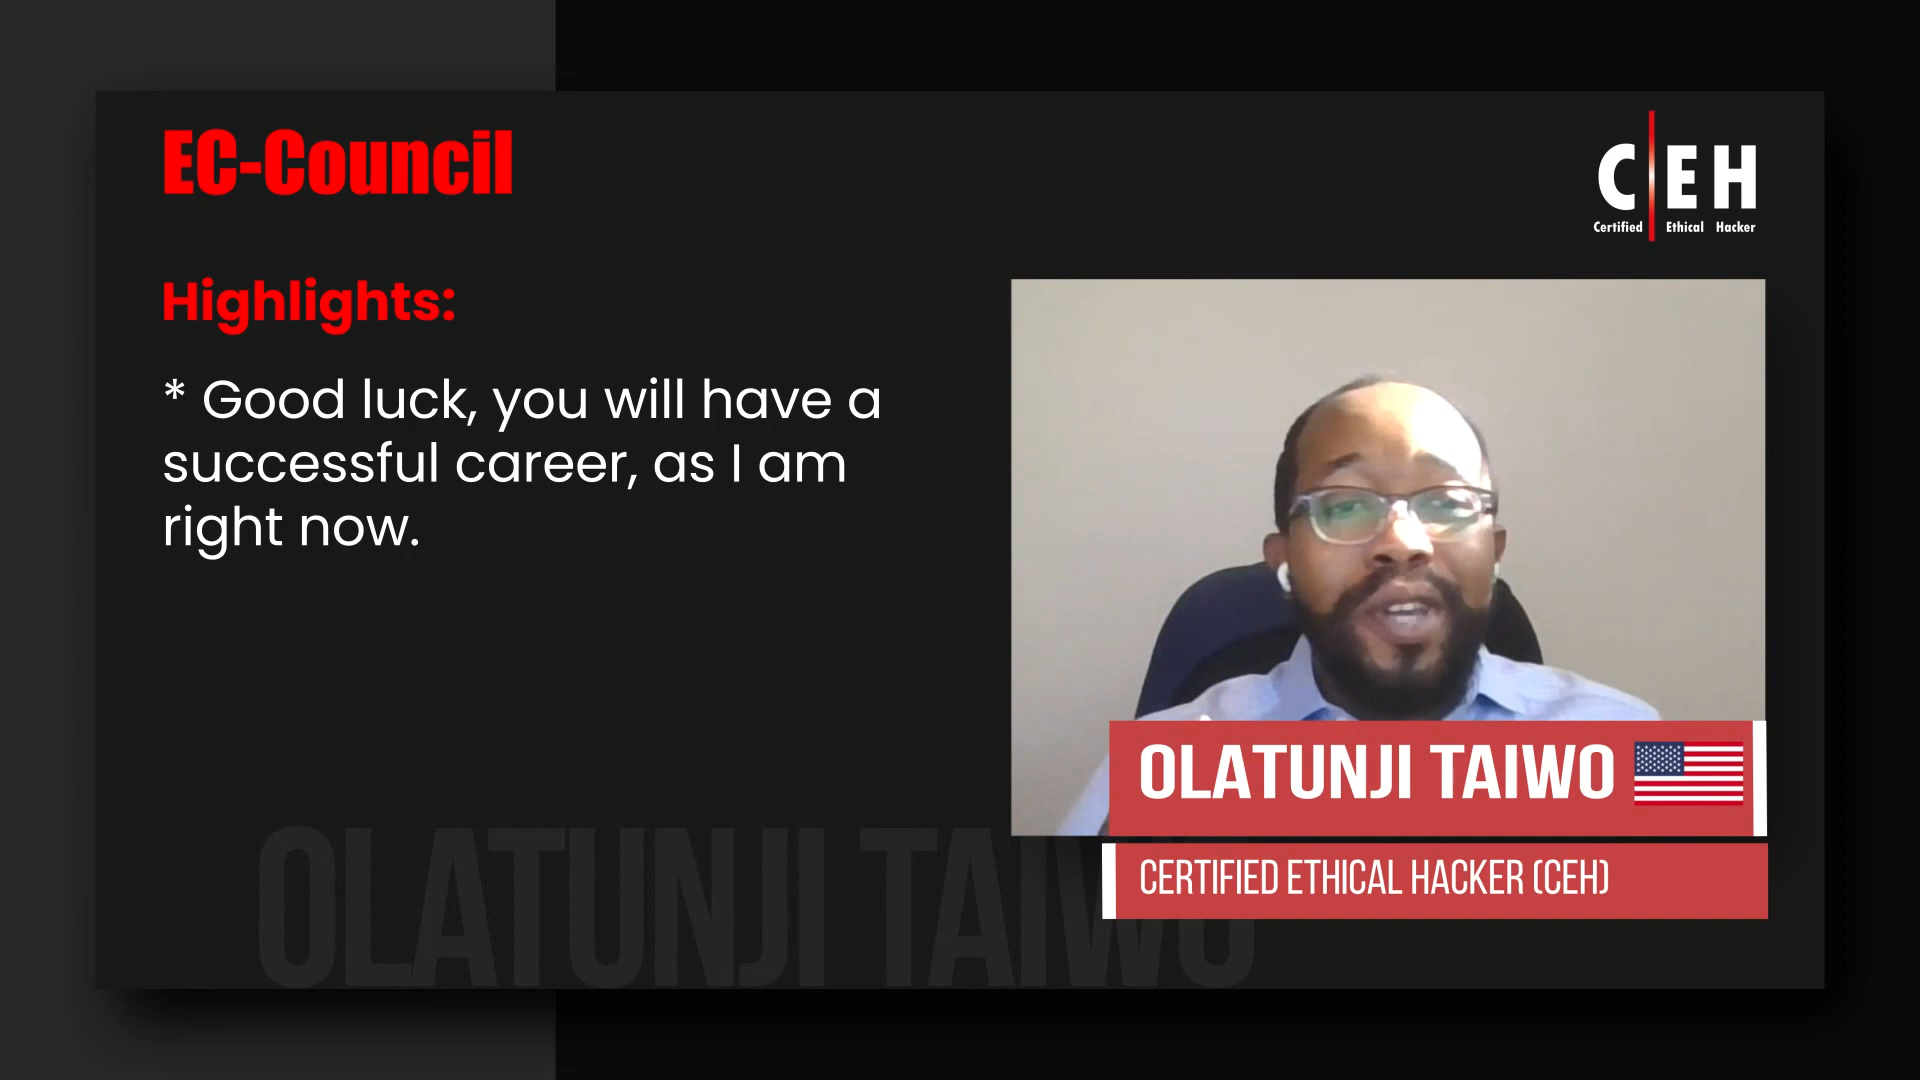 EC-Council
C EH
Certified Ethical Hacker
Highlights:
* Good luck, you will have a
successful career, as I am
right now.
OLATUNJI TAIWO
CERTIFIED ETHICAL HACKER (CEH)
OLATUNJI TAIWO